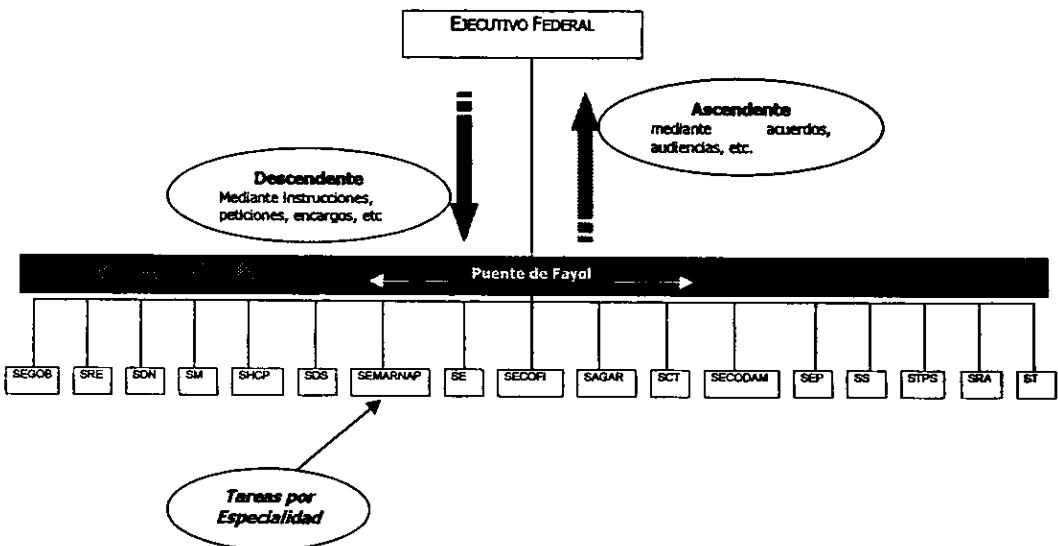 EJECUTIVO FEDERAL
Ascendente
mediante acuerdos,
audiencias, etc.
Descendente
Mediante instrucciones,
peticiones, encargos, etc
Puente de Fayol
SEGOB SRE SDN SM SHCP SDS SEMARNAP SE SECOFI SAGAR SCT SECODAM SEP SS STPS SRA ST
Tareas por
Especialidad